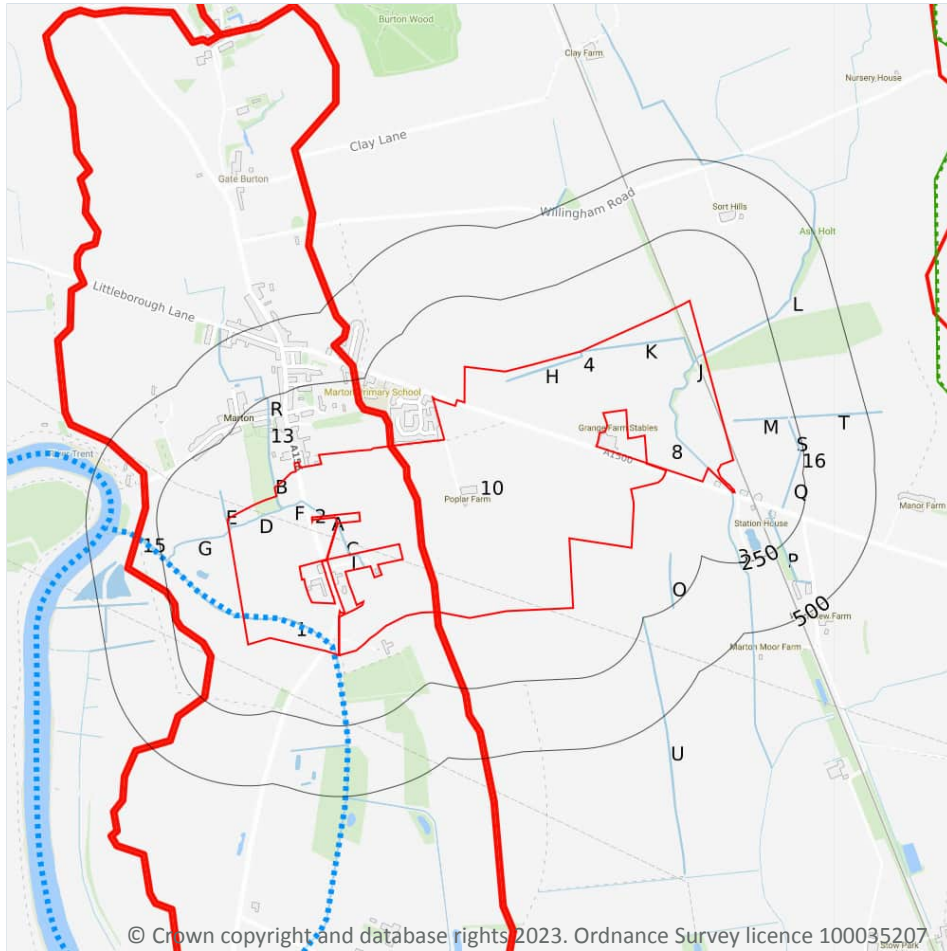 Burton Wood
Clay Farm
Nursery House
Clay Lane
Gate Burton
Willingham Road
Sort Hills
Ash Holt
Littleborough Lane
L
K
4
H
J
Marton Primary School
R
Marton
13
Grange Farm Stables
M
T
S
A1500
8
16
B
10
Poplar Farm
Q
Manor Farm
E
D
F
2
A
Station House
15
G
C
I
3
250
P
O
1
500
Marton Moor Farm
U
Stow Park
© Crown copyright and database rights 2023. Ordnance Survey licence 100035207